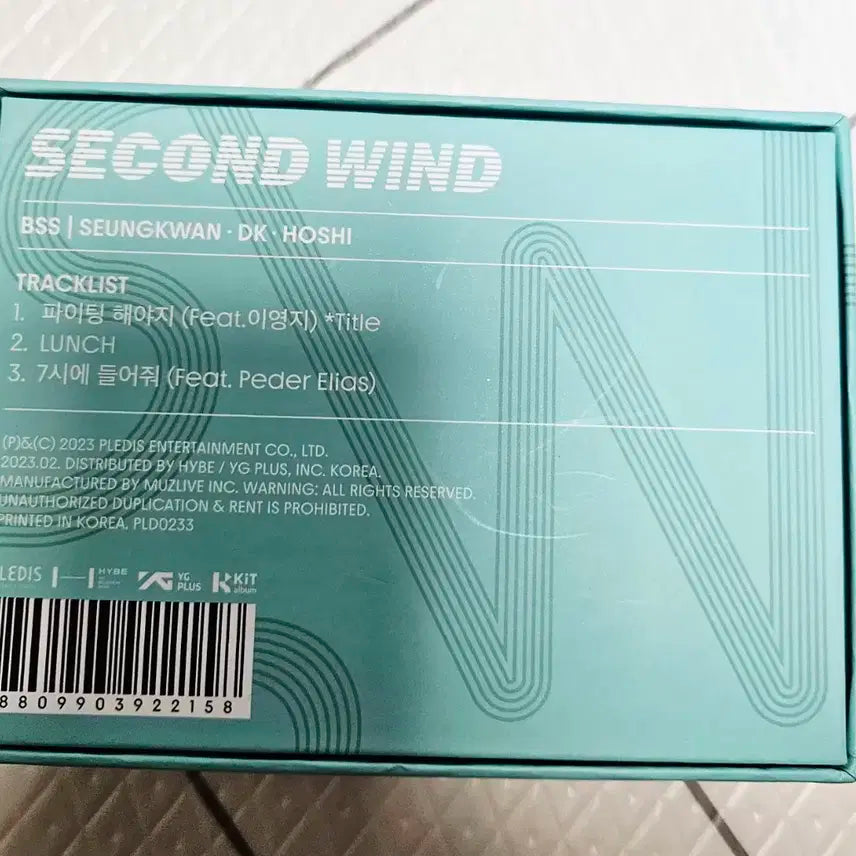 SECOND WIND
BSS | SEUNGKWAN · DK · HOSHI
TRACKLIST
1. 파이팅 해야지 (Feat.이영지) *Title
2. LUNCH
3. 7시에 들어줘 (Feat. Peder Elias)
(P)&(C) 2023 PLEDIS ENTERTAINMENT CO., LTD.
2023.02. DISTRIBUTED BY HYBE / YG PLUS, INC. KOREA.
MANUFACTURED BY MUZLIVE INC. WARNING: ALL RIGHTS RESERVED.
UNAUTHORIZED DUPLICATION & RENT IS PROHIBITED.
PRINTED IN KOREA. PLD0233
LEDIS HYBE YG PLUS KiT album
8809903922158